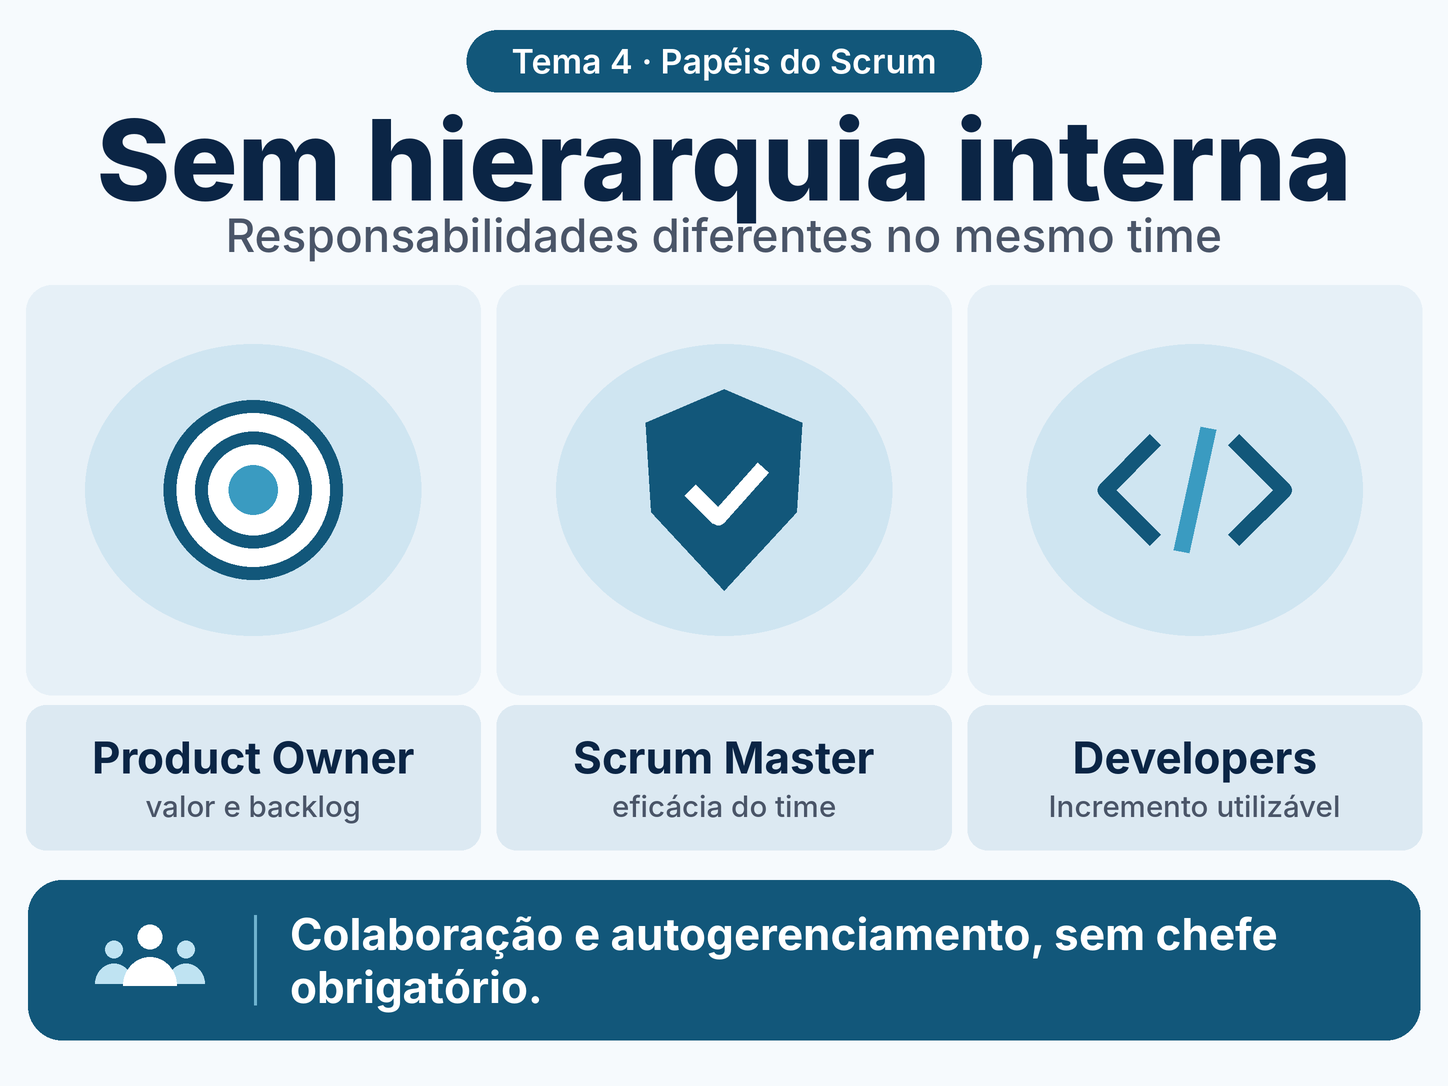 Tema 4 · Papéis do Scrum
Sem hierarquia interna
Responsabilidades diferentes no mesmo time
Product Owner
valor e backlog
Scrum Master
eficácia do time
Developers
Incremento utilizável
Colaboração e autogerenciamento, sem chefe
obrigatório.